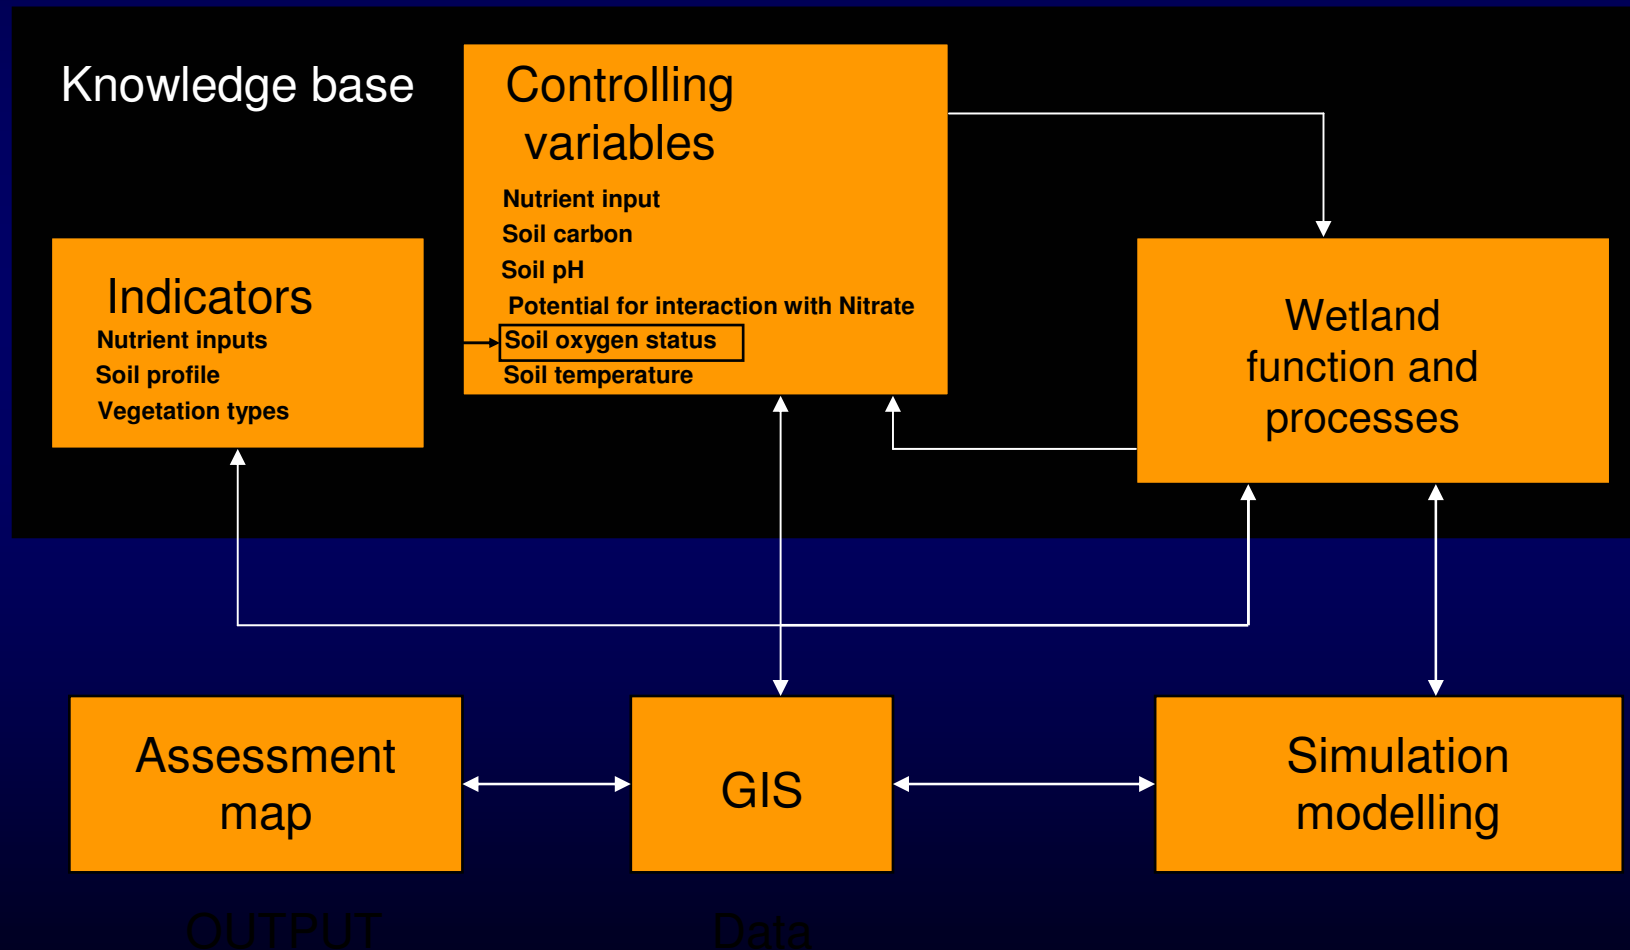 Knowledge base
Controlling
variables
Nutrient input
Soil carbon
Soil pH
Potential for interaction with Nitrate
Soil oxygen status
Soil temperature
Indicators
Nutrient inputs
Soil profile
Vegetation types
Wetland
function and
processes
Assessment
map
GIS
Simulation
modelling
OUTPUT
Data